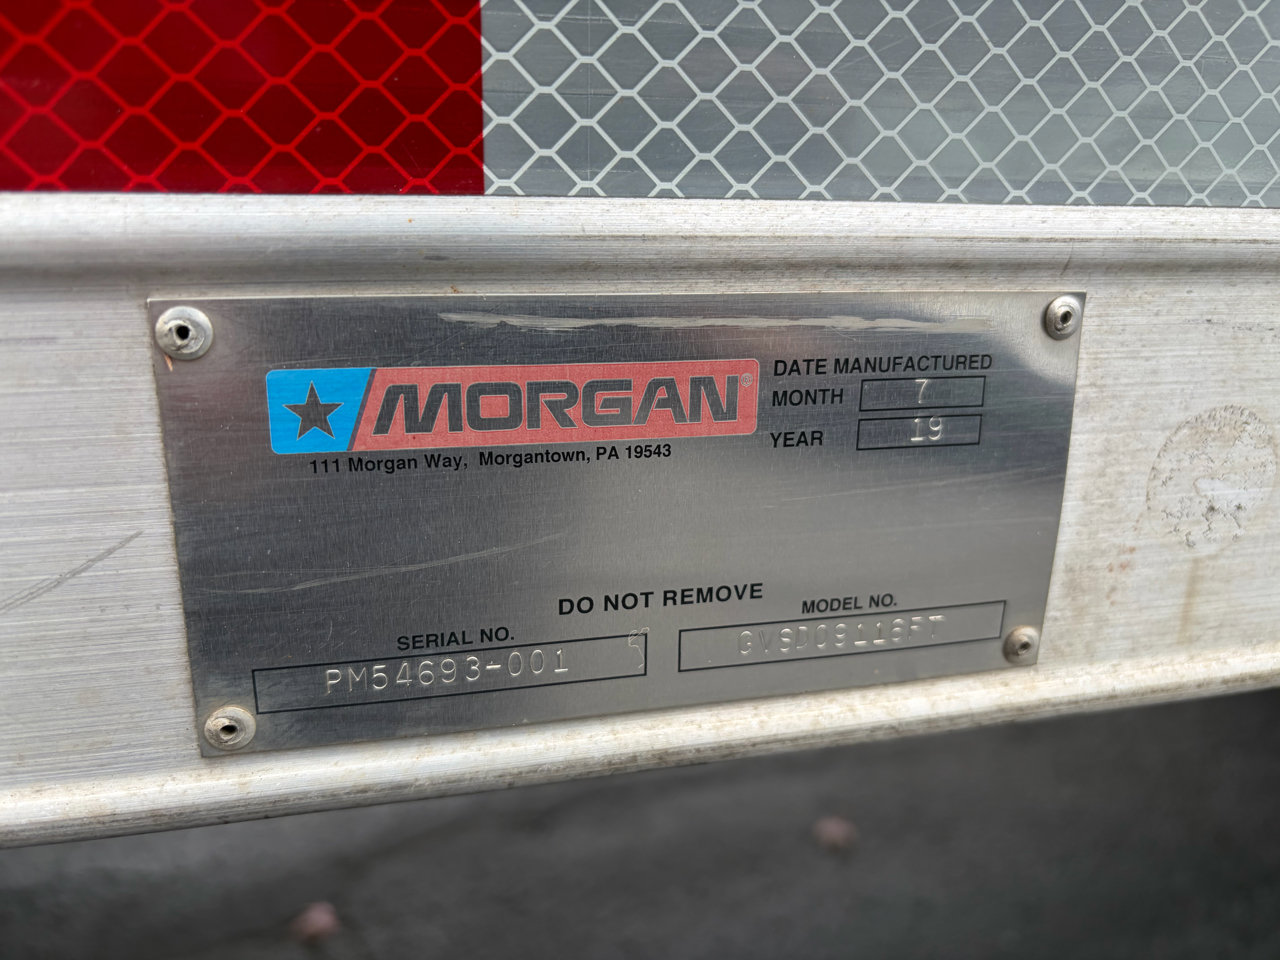 MORGAN®
111 Morgan Way, Morgantown, PA 19543
DATE MANUFACTURED
MONTH 7
YEAR 19
DO NOT REMOVE
SERIAL NO.
PM54693-001
MODEL NO.
GVSD09116FT